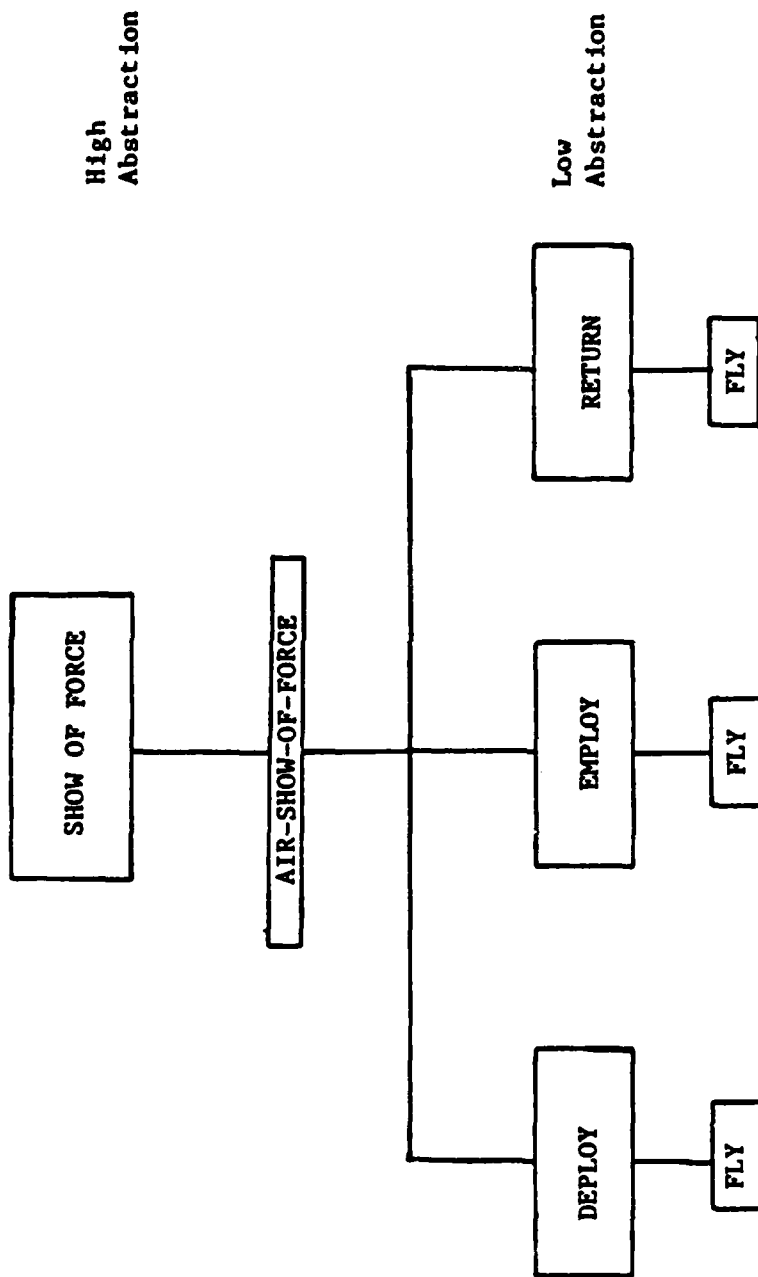 SHOW OF FORCE
High
Abstraction
AIR-SHOW-OF-FORCE
DEPLOY
EMPLOY
RETURN
Low
Abstraction
FLY
FLY
FLY